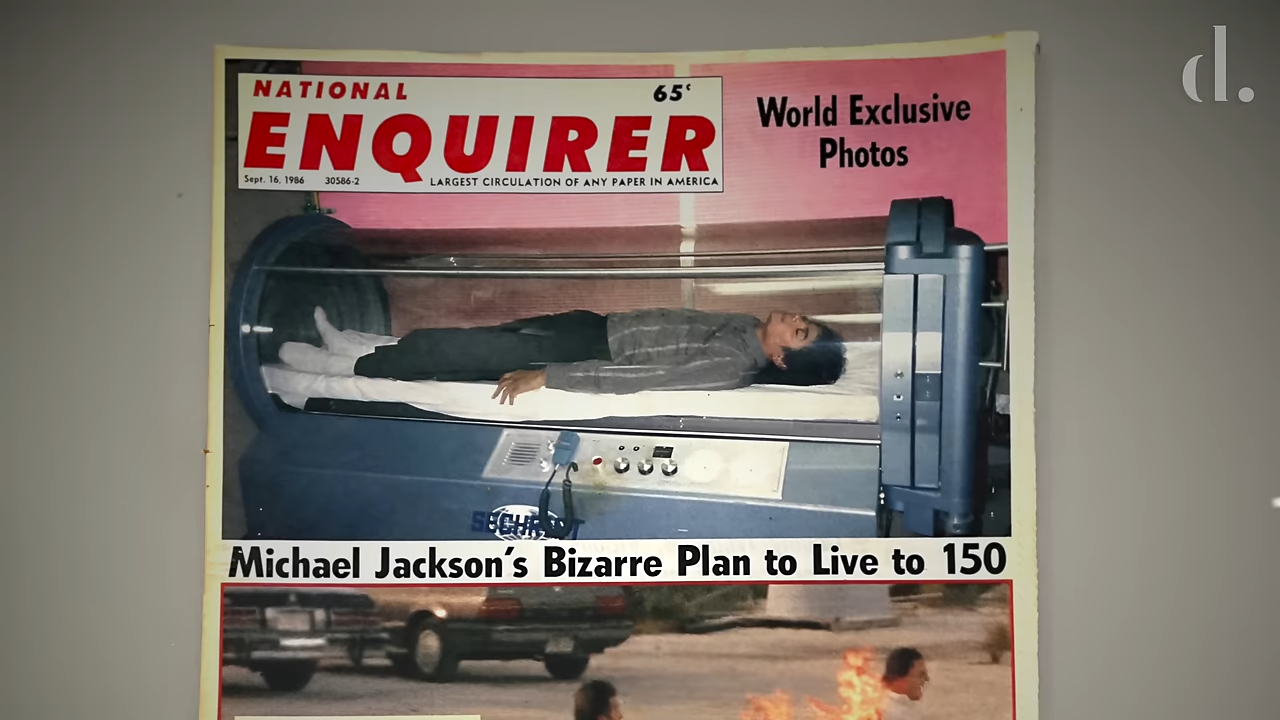 d.
NATIONAL
65¢
ENQUIRER
Sept. 16, 1986 30586-2 LARGEST CIRCULATION OF ANY PAPER IN AMERICA
World Exclusive
Photos
SECHRIST
Michael Jackson's Bizarre Plan to Live to 150